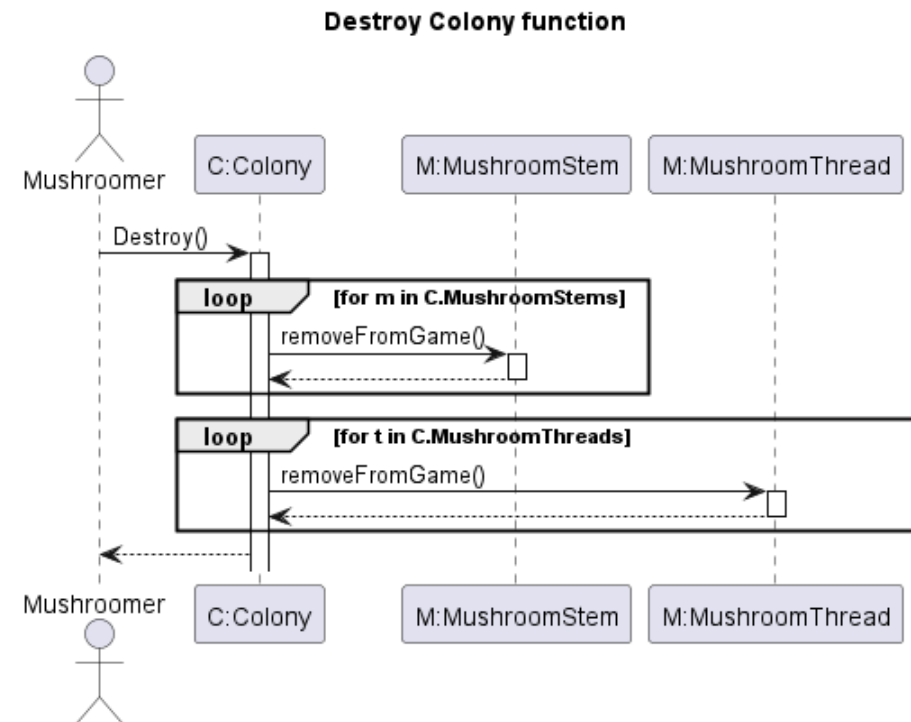 Destroy Colony function
Mushroomer
C:Colony
M:MushroomStem
M:MushroomThread
Destroy()
loop [for m in C.MushroomStems]
removeFromGame()
loop [for t in C.MushroomThreads]
removeFromGame()
Mushroomer
C:Colony
M:MushroomStem
M:MushroomThread